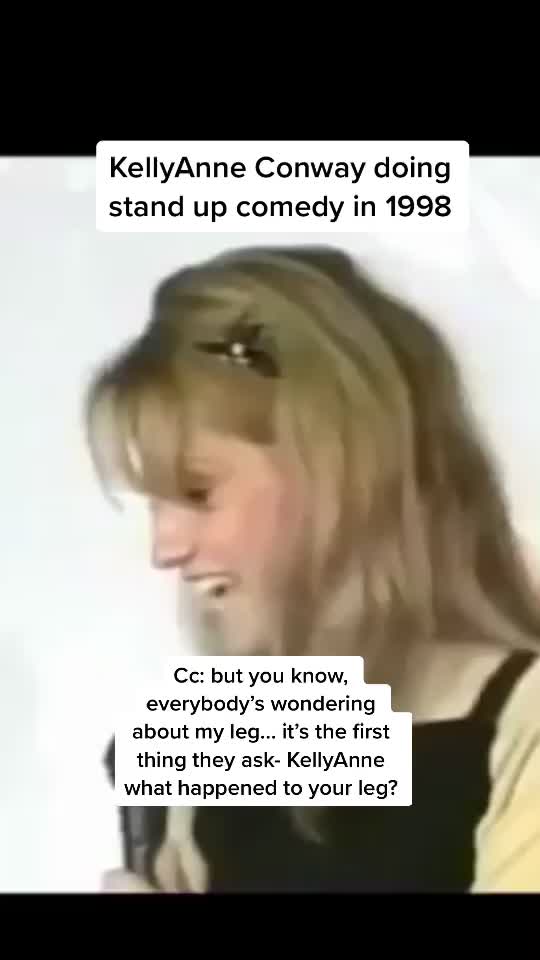 KellyAnne Conway doing
stand up comedy in 1998
Cc: but you know,
everybody’s wondering
about my leg... it’s the first
thing they ask- KellyAnne
what happened to your leg?